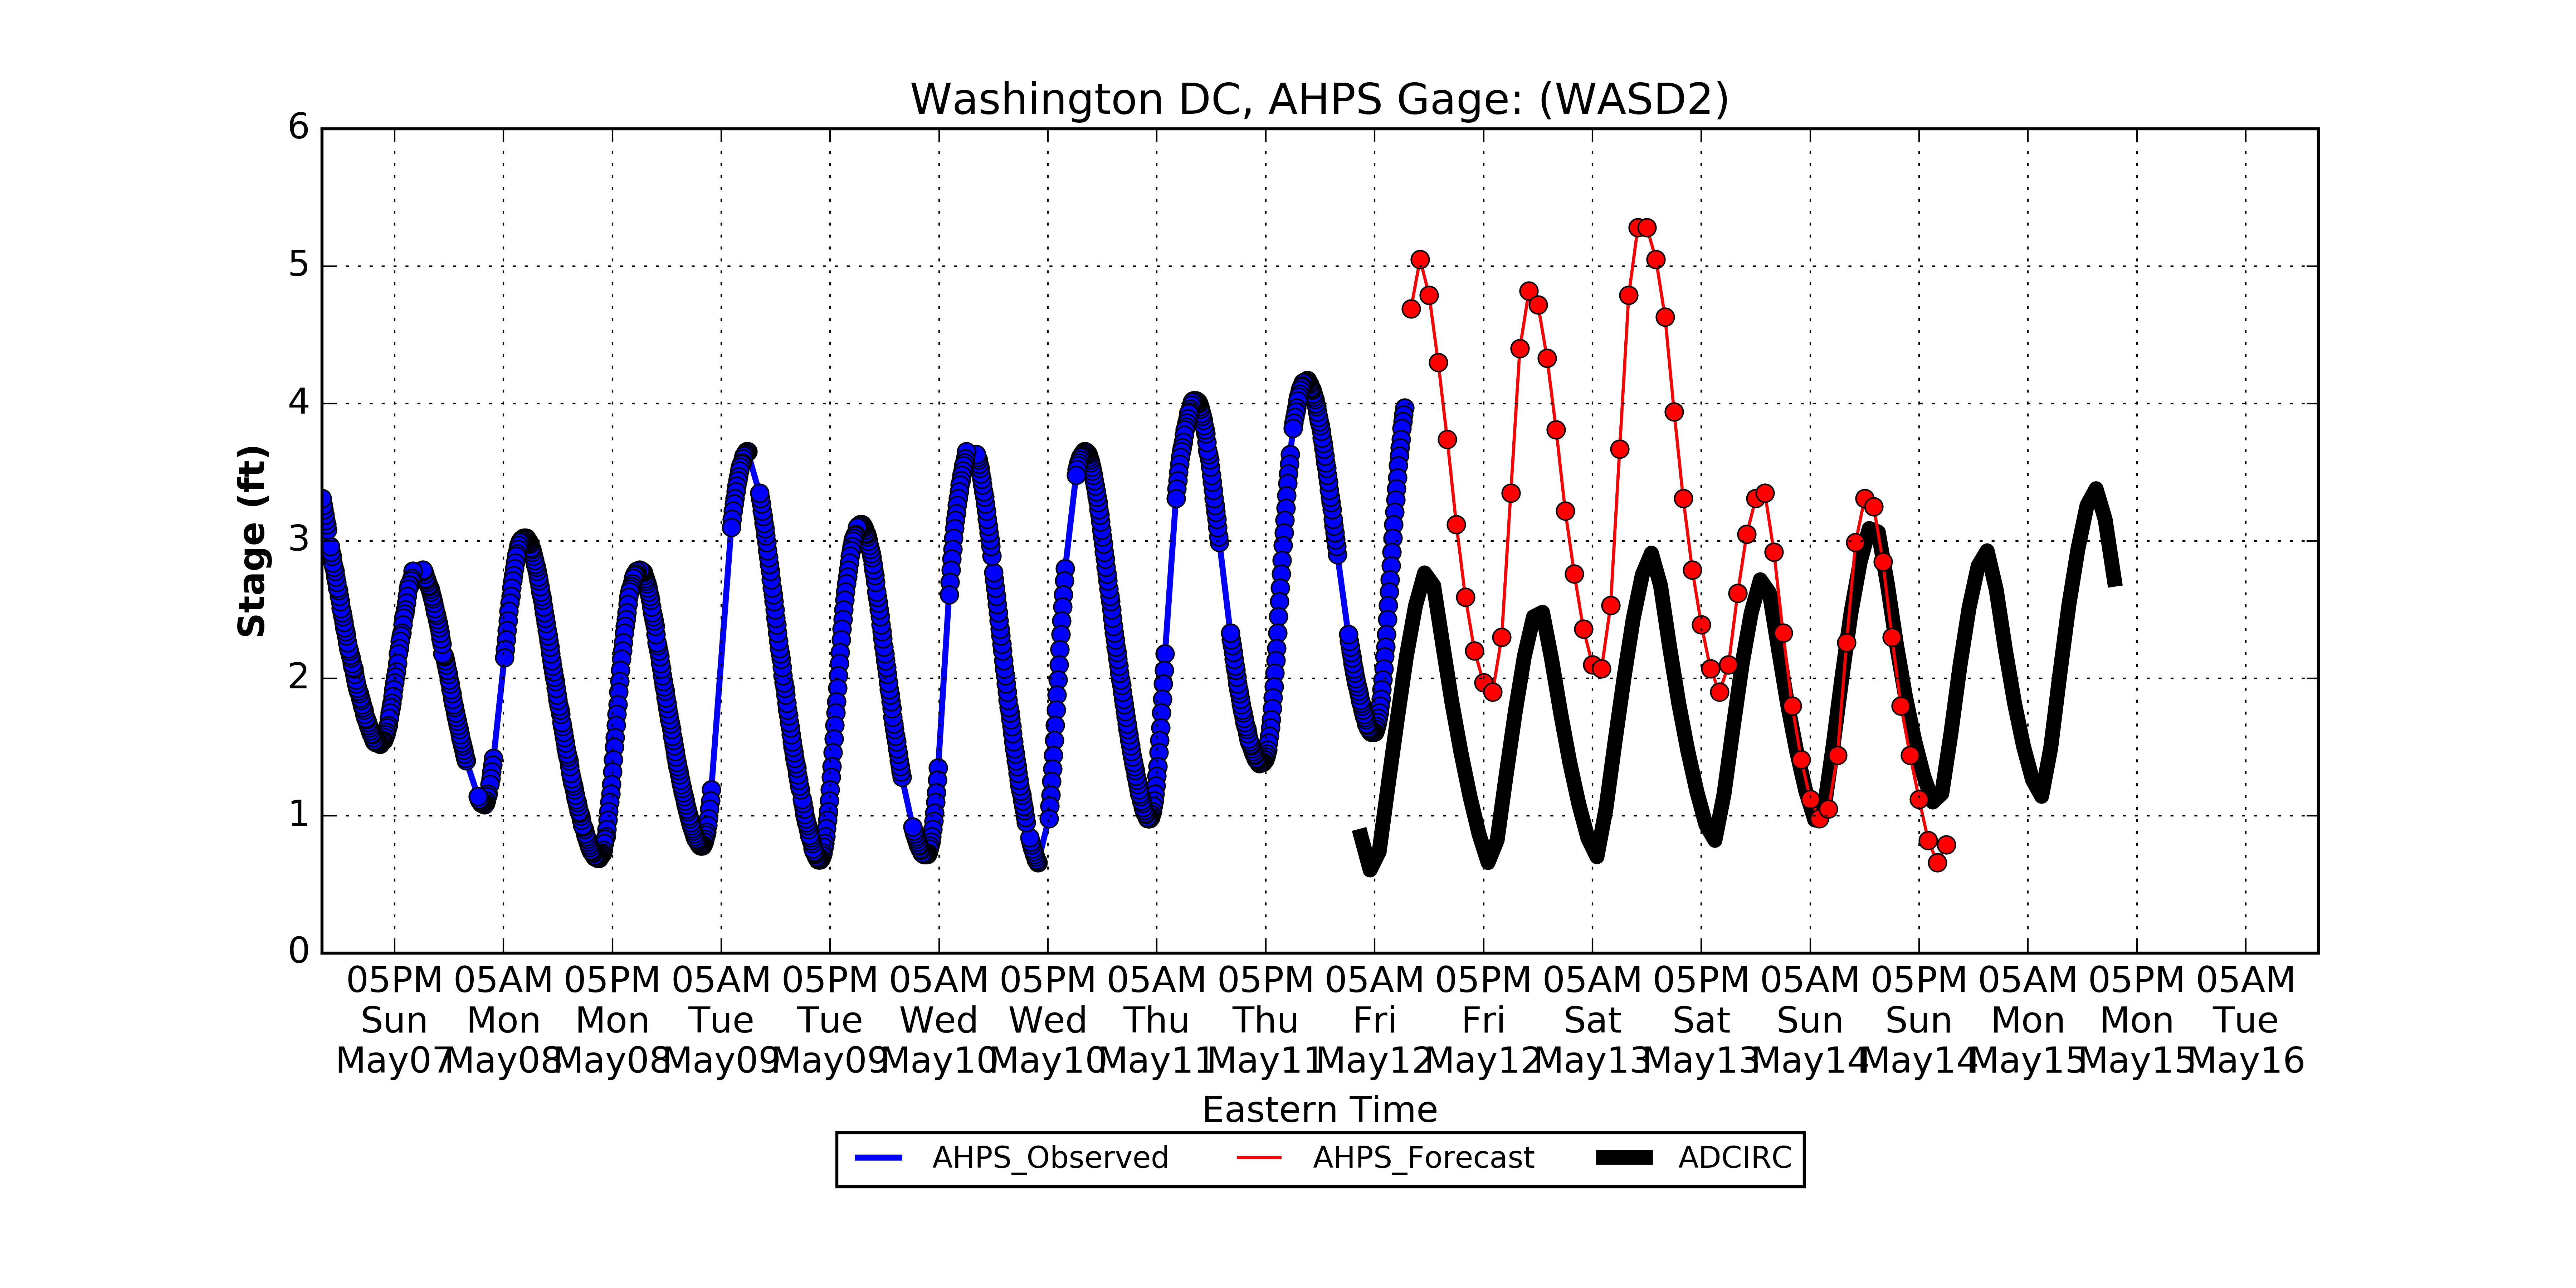 Washington DC, AHPS Gage: (WASD2)
6
5
4
3
2
1
0
Stage (ft)
05PM 05AM 05PM 05AM 05PM 05AM 05PM 05AM 05PM 05AM 05PM 05AM 05PM 05AM 05PM 05AM 05PM 05AM
Sun Mon Mon Tue Tue Wed Wed Thu Thu Fri Fri Sat Sat Sun Sun Mon Mon Tue
May07 May08 May08 May09 May09 May10 May10 May11 May11 May12 May12 May13 May13 May14 May14 May15 May15 May16
Eastern Time
AHPS_Observed AHPS_Forecast ADCIRC